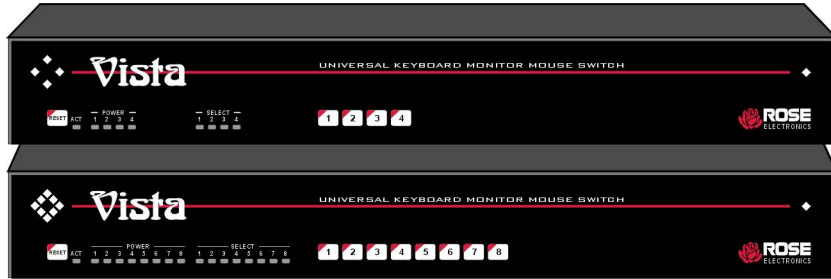 Vista
UNIVERSAL KEYBOARD MONITOR MOUSE SWITCH
RESET ACT POWER 1 2 3 4 SELECT 1 2 3 4
1 2 3 4
ROSE
ELECTRONICS
Vista
UNIVERSAL KEYBOARD MONITOR MOUSE SWITCH
RESET ACT POWER 1 2 3 4 5 6 7 8 SELECT 1 2 3 4 5 6 7 8
1 2 3 4 5 6 7 8
ROSE
ELECTRONICS